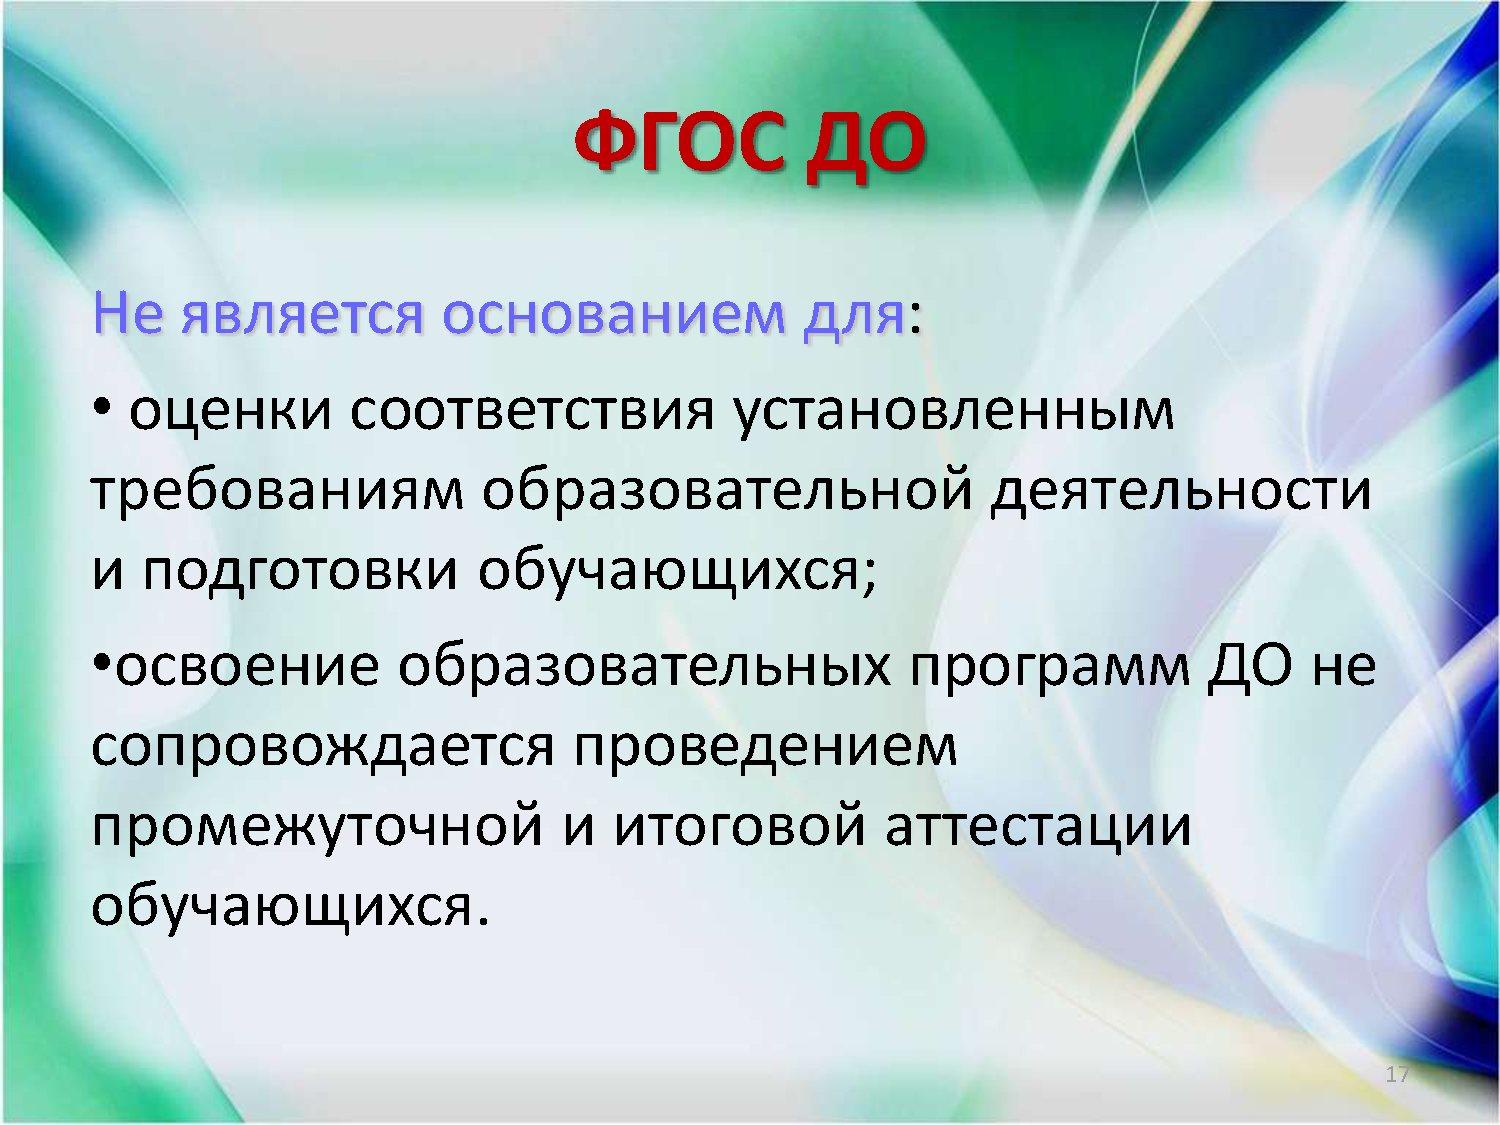 ФГОС ДО
Не является основанием для:
• оценки соответствия установленным
требованиям образовательной деятельности
и подготовки обучающихся;
•освоение образовательных программ ДО не
сопровождается проведением
промежуточной и итоговой аттестации
обучающихся.
17